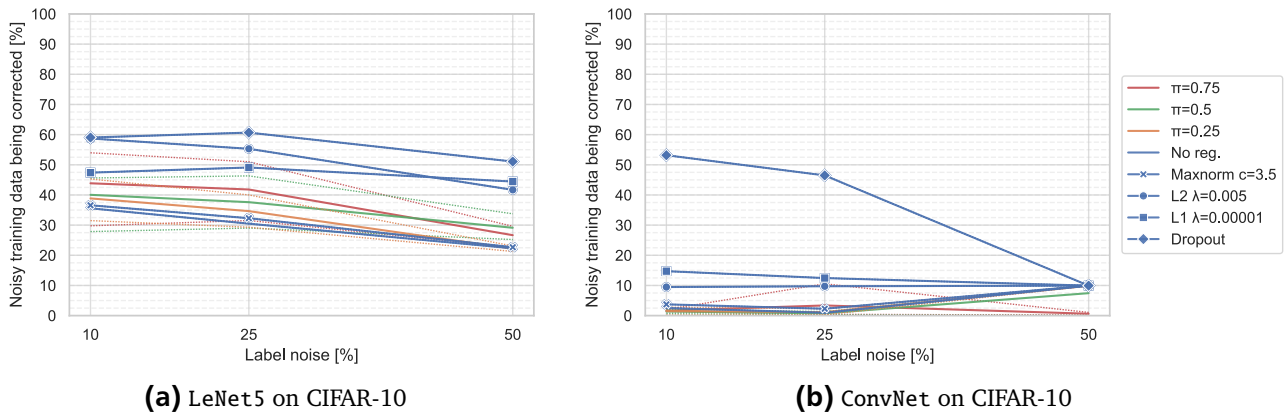 Noisy training data being corrected [%]
100
90
80
70
60
50
40
30
20
10
0
10
25
50
Label noise [%]
(a) LeNet5 on CIFAR-10
Noisy training data being corrected [%]
100
90
80
70
60
50
40
30
20
10
0
10
25
50
Label noise [%]
(b) ConvNet on CIFAR-10
π=0.75
π=0.5
π=0.25
No reg.
Maxnorm c=3.5
L2 λ=0.005
L1 λ=0.00001
Dropout